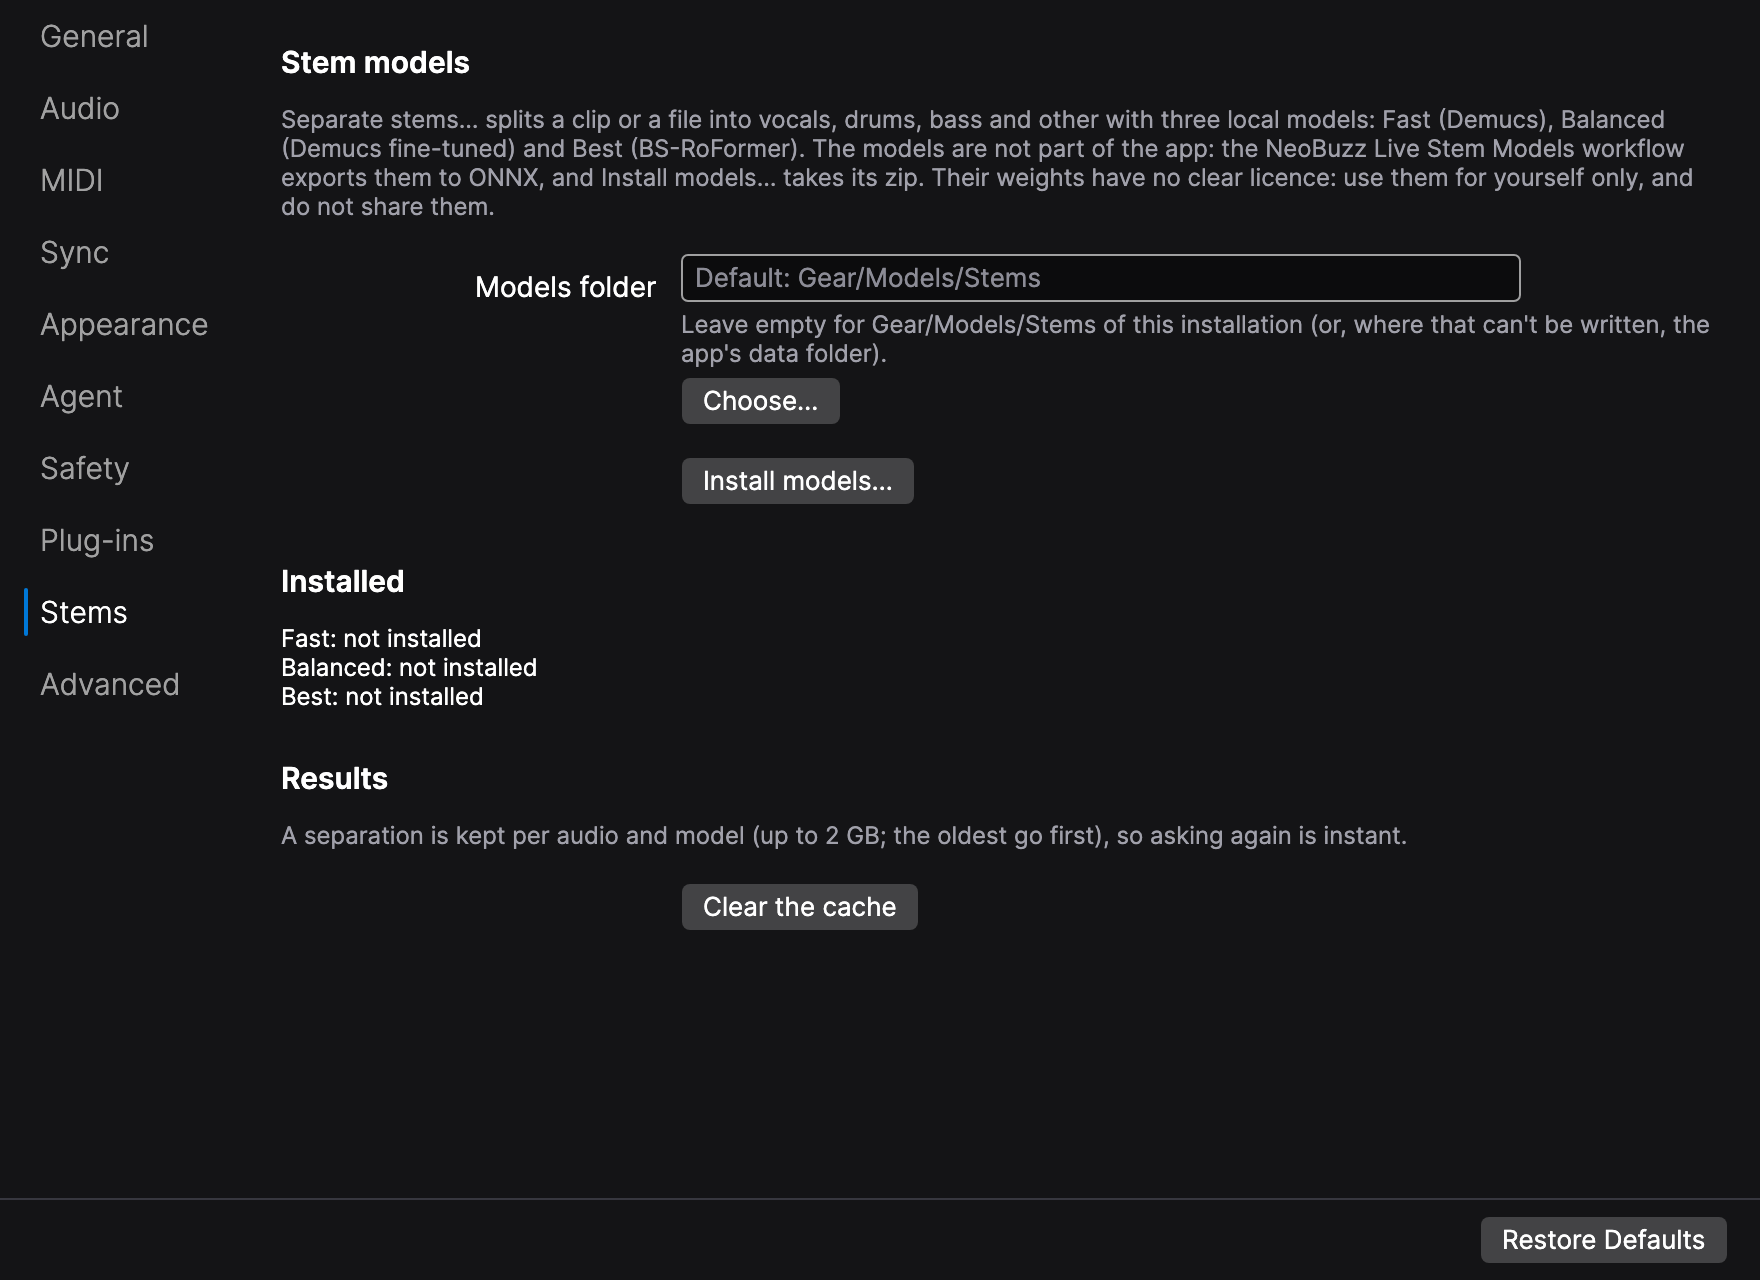 General
Audio
MIDI
Sync
Appearance
Agent
Safety
Plug-ins
Stems
Advanced
Stem models
Separate stems... splits a clip or a file into vocals, drums, bass and other with three local models: Fast (Demucs), Balanced
(Demucs fine-tuned) and Best (BS-RoFormer). The models are not part of the app: the NeoBuzz Live Stem Models workflow
exports them to ONNX, and Install models... takes its zip. Their weights have no clear licence: use them for yourself only, and
do not share them.
Models folder
Default: Gear/Models/Stems
Leave empty for Gear/Models/Stems of this installation (or, where that can't be written, the
app's data folder).
Choose...
Install models...
Installed
Fast: not installed
Balanced: not installed
Best: not installed
Results
A separation is kept per audio and model (up to 2 GB; the oldest go first), so asking again is instant.
Clear the cache
Restore Defaults